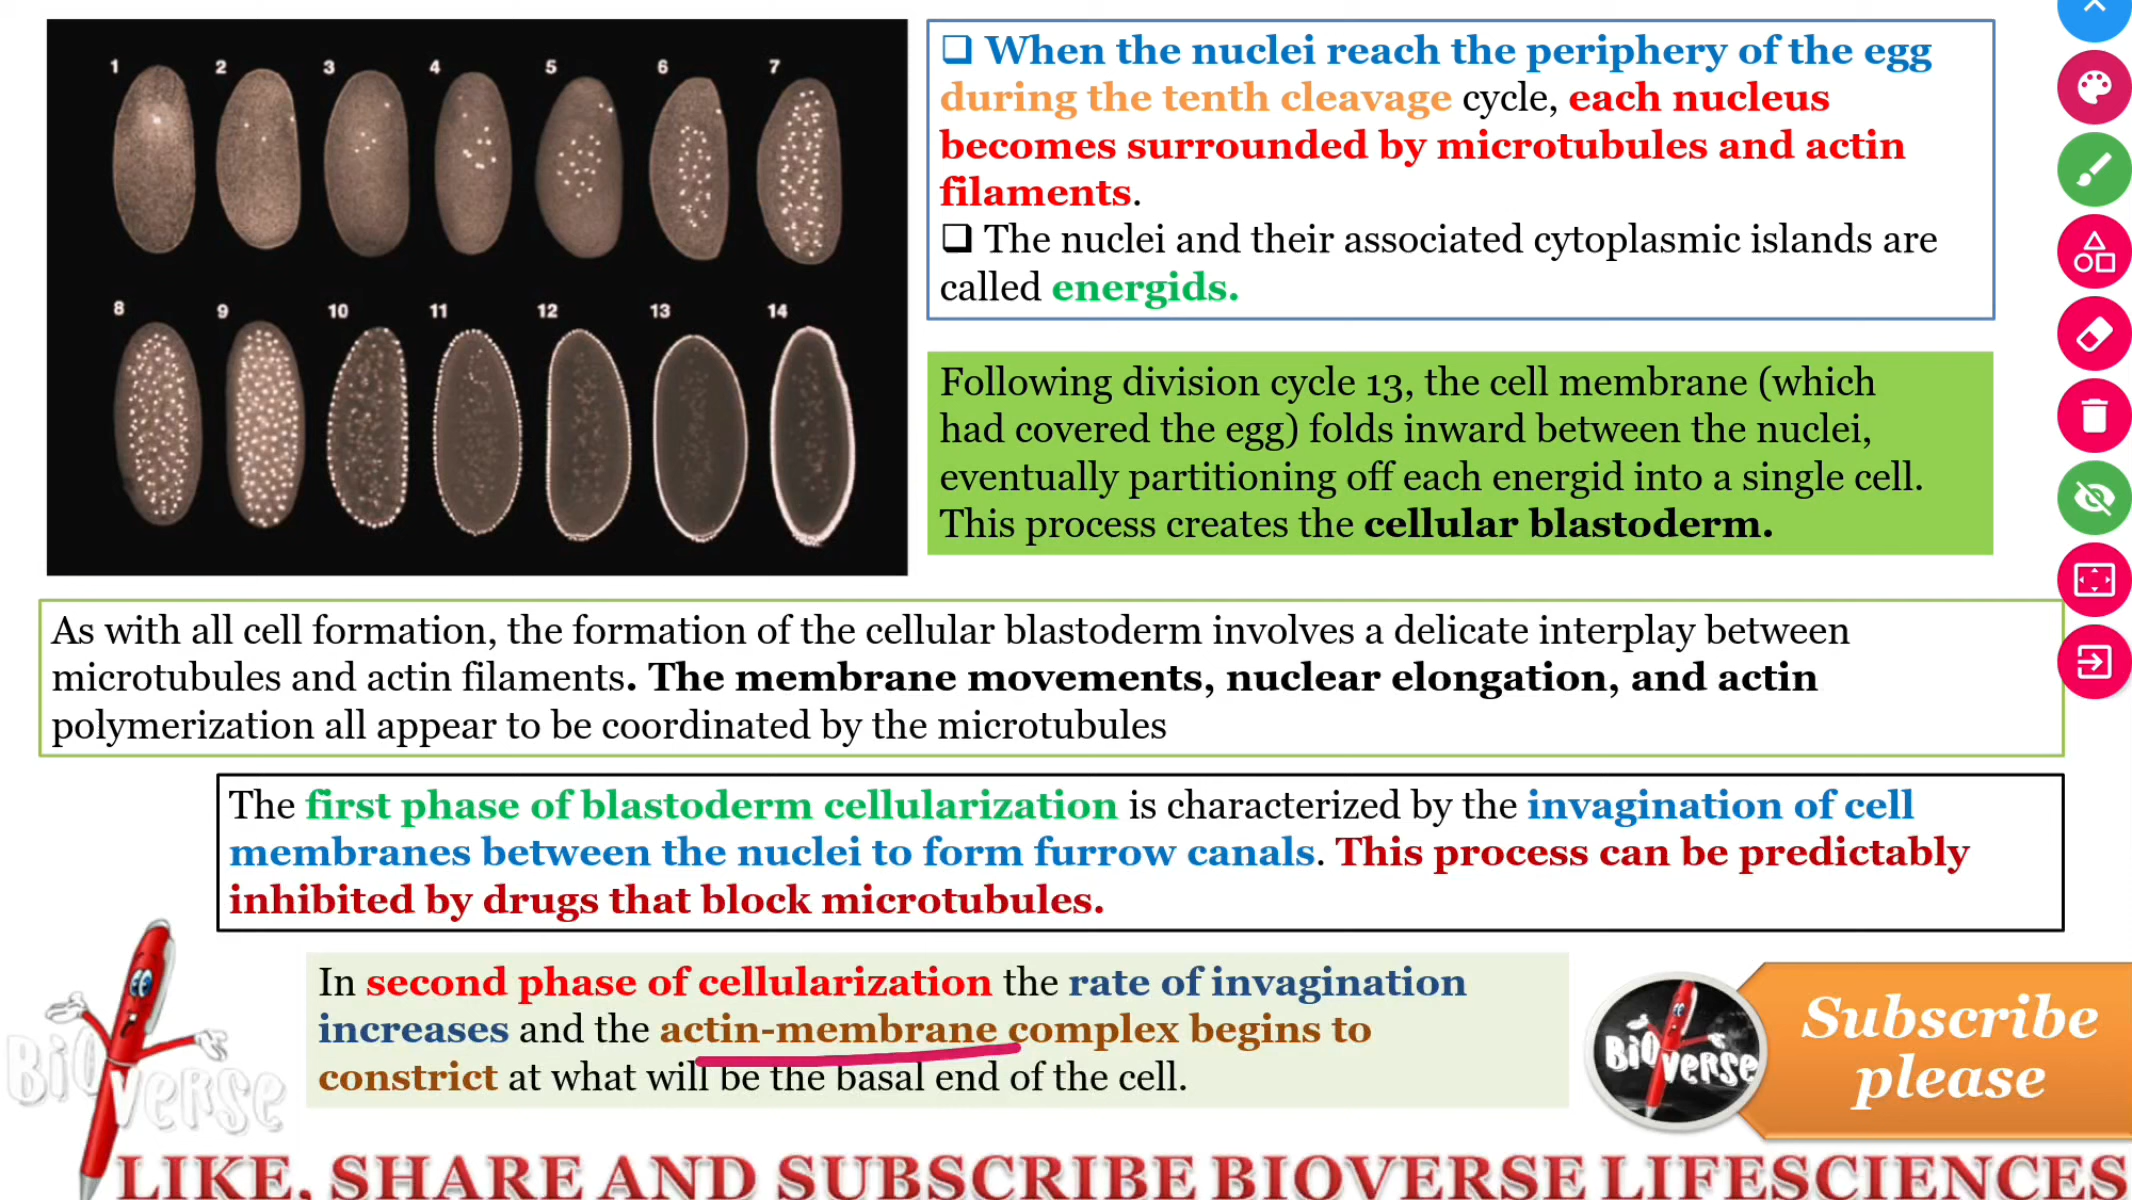 1 2 3 4 5 6 7
8 9 10 11 12 13 14
❑ When the nuclei reach the periphery of the egg
during the tenth cleavage cycle, each nucleus
becomes surrounded by microtubules and actin
filaments.
❑ The nuclei and their associated cytoplasmic islands are
called energids.
Following division cycle 13, the cell membrane (which
had covered the egg) folds inward between the nuclei,
eventually partitioning off each energid into a single cell.
This process creates the cellular blastoderm.
As with all cell formation, the formation of the cellular blastoderm involves a delicate interplay between
microtubules and actin filaments. The membrane movements, nuclear elongation, and actin
polymerization all appear to be coordinated by the microtubules
The first phase of blastoderm cellularization is characterized by the invagination of cell
membranes between the nuclei to form furrow canals. This process can be predictably
inhibited by drugs that block microtubules.
In second phase of cellularization the rate of invagination
increases and the actin-membrane complex begins to
constrict at what will be the basal end of the cell.
BiOVERSE
BiOVERSE
Subscribe
please
LIKE, SHARE AND SUBSCRIBE BIOVERSE LIFESCIENCES